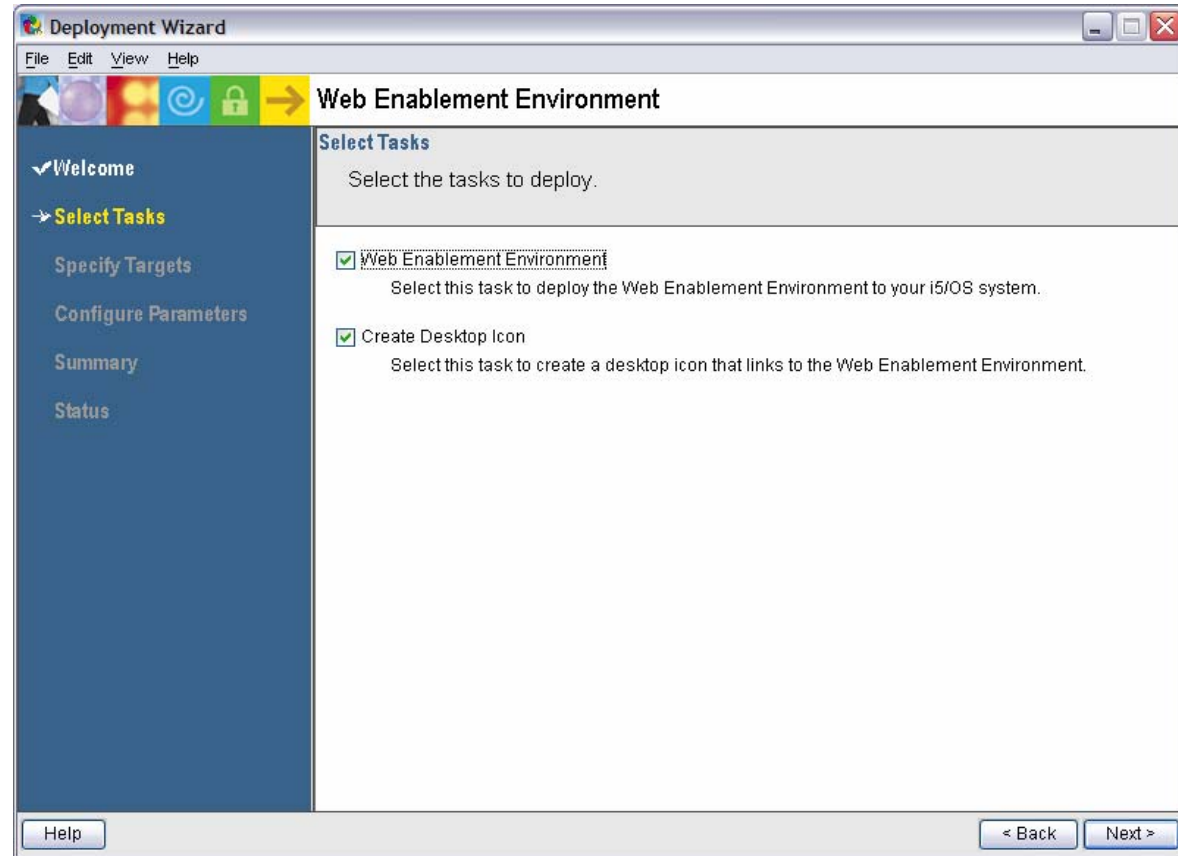 Deployment Wizard
File Edit View Help
Web Enablement Environment
Welcome
Select Tasks
Specify Targets
Configure Parameters
Summary
Status
Select Tasks
Select the tasks to deploy.
Web Enablement Environment
Select this task to deploy the Web Enablement Environment to your i5/OS system.
Create Desktop Icon
Select this task to create a desktop icon that links to the Web Enablement Environment.
Help
< Back
Next >